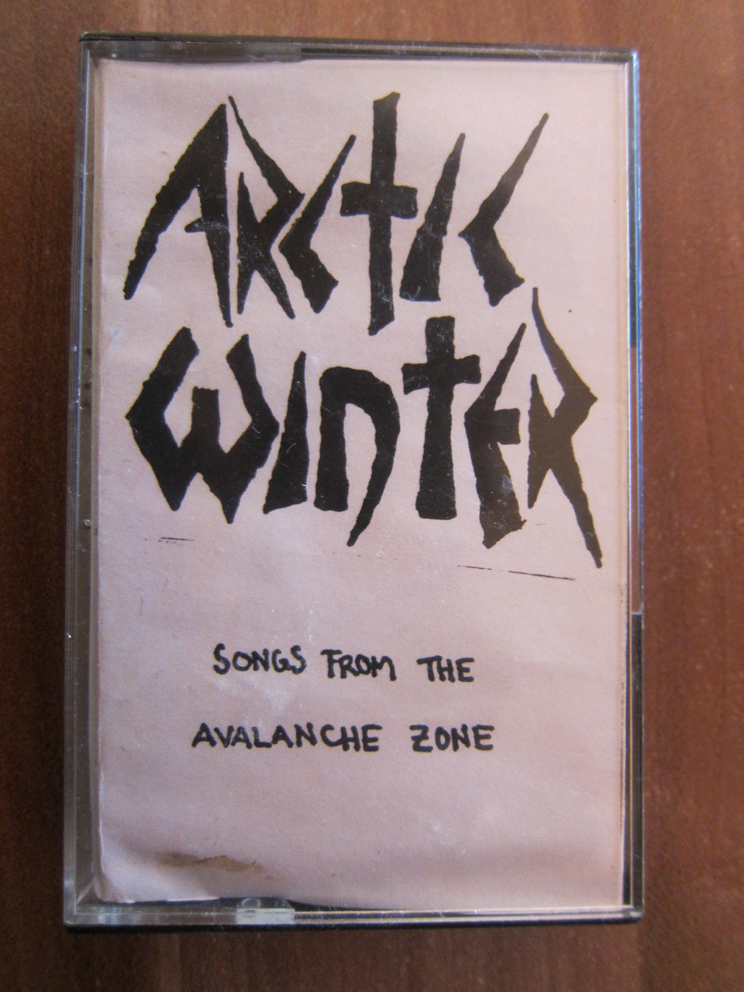 ARCTIC
WINTER
SONGS FROM THE
AVALANCHE ZONE